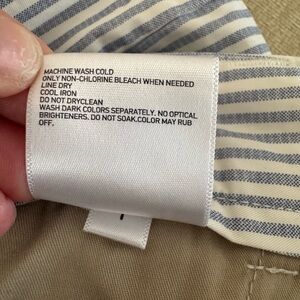 MACHINE WASH COLD
ONLY NON-CHLORINE BLEACH WHEN NEEDED
LINE DRY
COOL IRON
DO NOT DRYCLEAN
WASH DARK COLORS SEPARATELY. NO OPTICAL
BRIGHTENERS. DO NOT SOAK.COLOR MAY RUB
OFF.